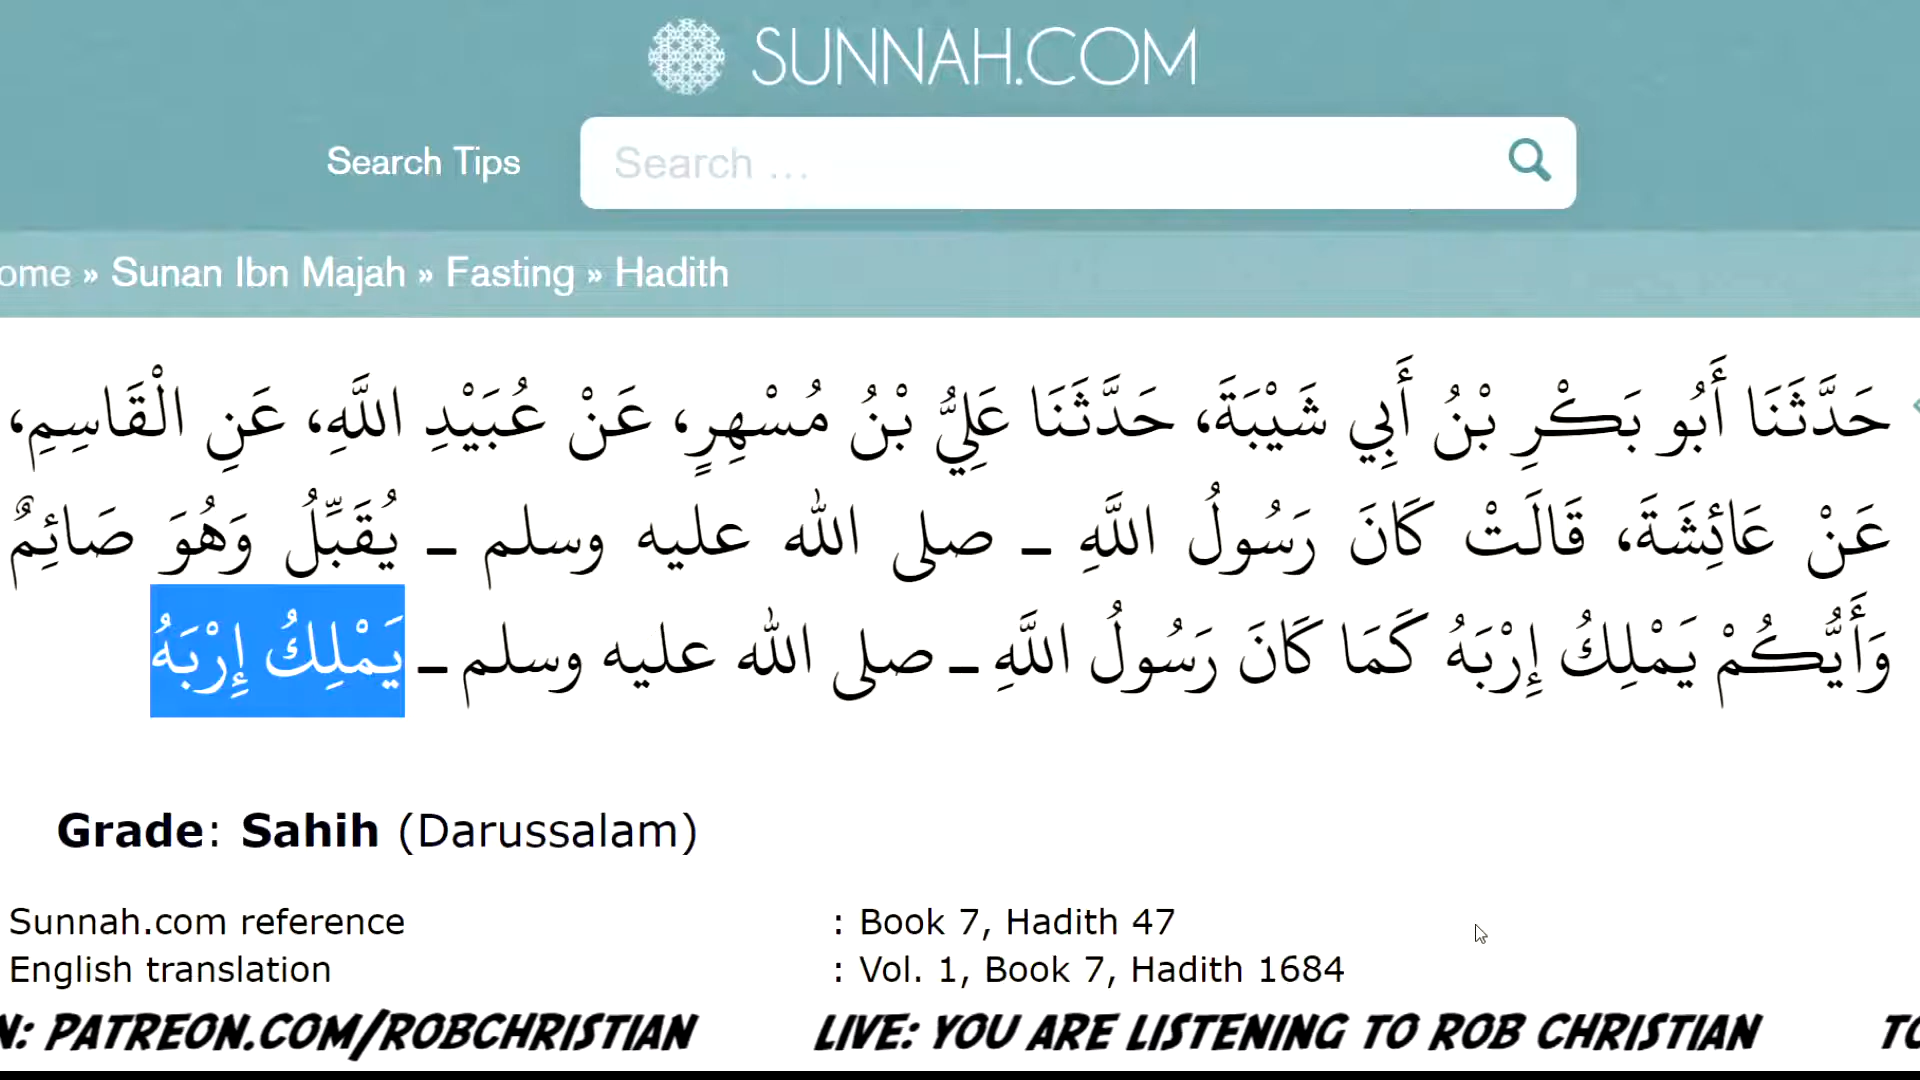 SUNNAH.COM
Search Tips
Search ...
ome » Sunan Ibn Majah » Fasting » Hadith
حَدَّثَنَا أَبُو بَكْرِ بْنُ أَبِي شَيْبَةَ، حَدَّثَنَا عَلِيُّ بْنُ مُسْهِرٍ، عَنْ عُبَيْدِ اللَّهِ، عَنِ الْقَاسِمِ،
عَنْ عَائِشَةَ، قَالَتْ كَانَ رَسُولُ اللَّهِ ـ صلى الله عليه وسلم ـ يُقَبِّلُ وَهُوَ صَائِمٌ
وَأَيُّكُمْ يَمْلِكُ إِرْبَهُ كَمَا كَانَ رَسُولُ اللَّهِ ـ صلى الله عليه وسلم ـ يَمْلِكُ إِرْبَهُ
Grade: Sahih (Darussalam)
Sunnah.com reference : Book 7, Hadith 47
English translation : Vol. 1, Book 7, Hadith 1684
N: PATREON.COM/ROBCHRISTIAN LIVE: YOU ARE LISTENING TO ROB CHRISTIAN TO